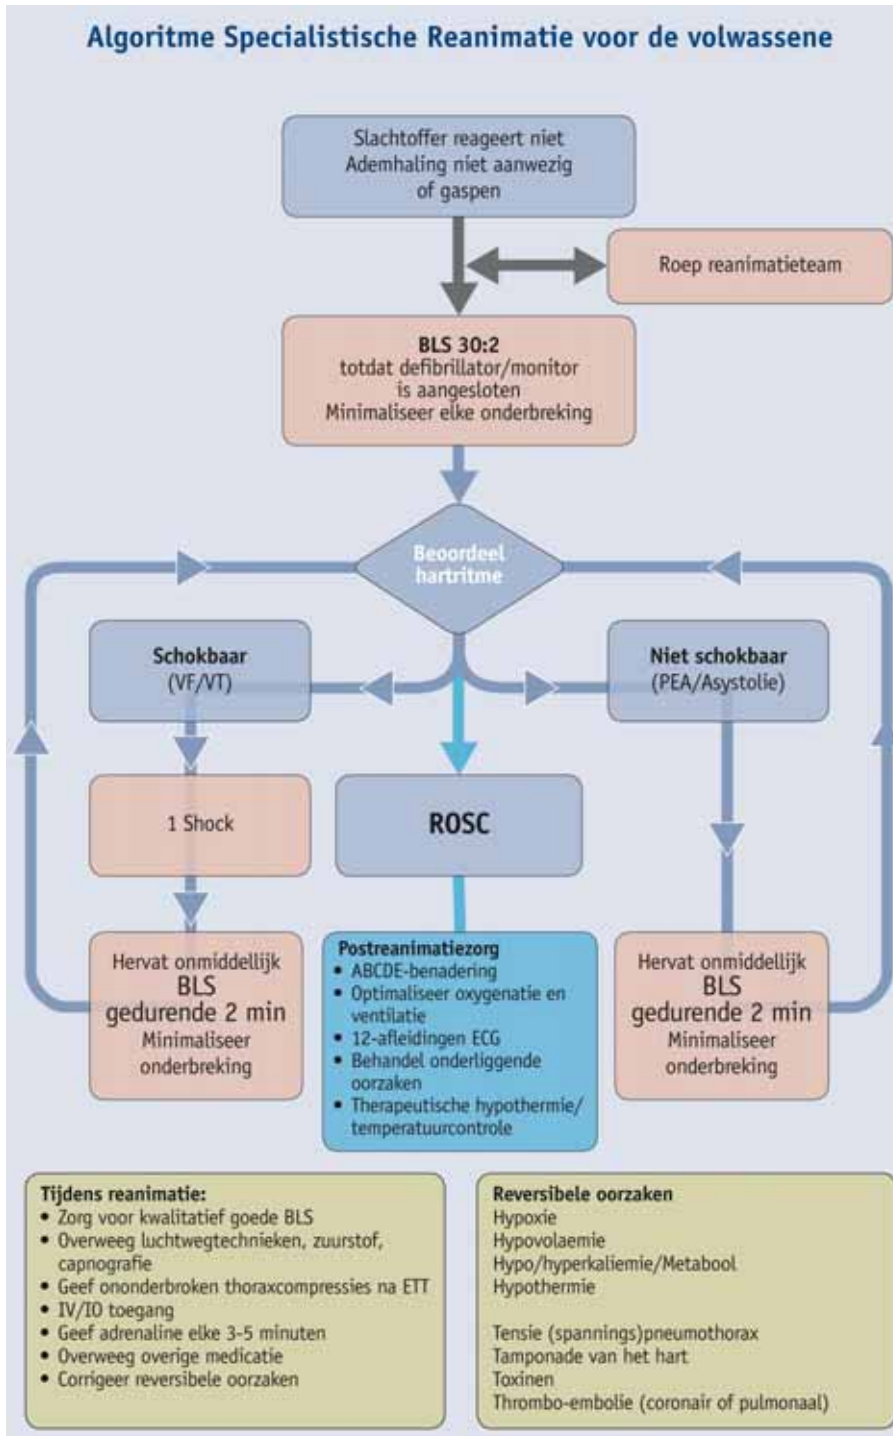 Algoritme Specialistische Reanimatie voor de volwassene
Slachtoffer reageert niet
Ademhaling niet aanwezig
of gaspen
Roep reanimatieteam
BLS 30:2
totdat defibrillator/monitor
is aangesloten
Minimaliseer elke onderbreking
Beoordeel
hartritme
Schokbaar
(VF/VT)
Niet schokbaar
(PEA/Asystolie)
1 Shock
ROSC
Hervat onmiddellijk
BLS
gedurende 2 min
Minimaliseer
onderbreking
Postreanimatiezorg
• ABCDE-benadering
• Optimaliseer oxygenatie en
ventilatie
• 12-afleidingen ECG
• Behandel onderliggende
oorzaken
• Therapeutische hypothermie/
temperatuurcontrole
Hervat onmiddellijk
BLS
gedurende 2 min
Minimaliseer
onderbreking
Tijdens reanimatie:
• Zorg voor kwalitatief goede BLS
• Overweeg luchtwegtechnieken, zuurstof,
capnografie
• Geef ononderbroken thoraxcompressies na ETT
• IV/IO toegang
• Geef adrenaline elke 3-5 minuten
• Overweeg overige medicatie
• Corrigeer reversibele oorzaken
Reversibele oorzaken
Hypoxie
Hypovolaemie
Hypo/hyperkaliemie/Metabool
Hypothermie
Tensie (spannings)pneumothorax
Tamponade van het hart
Toxinen
Thrombo-embolie (coronair of pulmonaal)